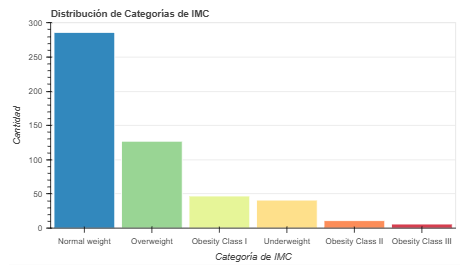 Distribución de Categorías de IMC
300
250
200
150
100
50
0
Cantidad
Normal weight Overweight Obesity Class I Underweight Obesity Class II Obesity Class III
Categoría de IMC